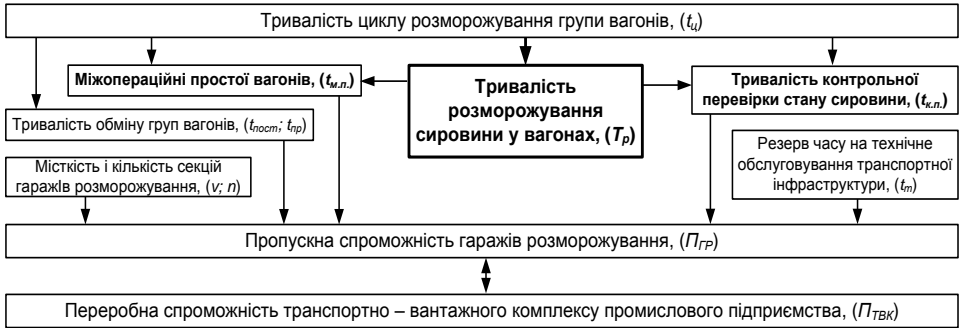 Тривалість циклу розморожування групи вагонів, (tц)
Міжопераційні простої вагонів, (tм.п.)
Тривалість
розморожування
сировини у вагонах, (Тр)
Тривалість контрольної
перевірки стану сировини, (tк.п.)
Тривалість обміну груп вагонів, (tпост; tпр)
Місткість і кількість секцій
гаражів розморожування, (v; n)
Резерв часу на технічне
обслуговування транспортної
інфраструктури, (tт)
Пропускна спроможність гаражів розморожування, (ПГР)
Переробна спроможність транспортно – вантажного комплексу промислового підприємства, (ПТВК)